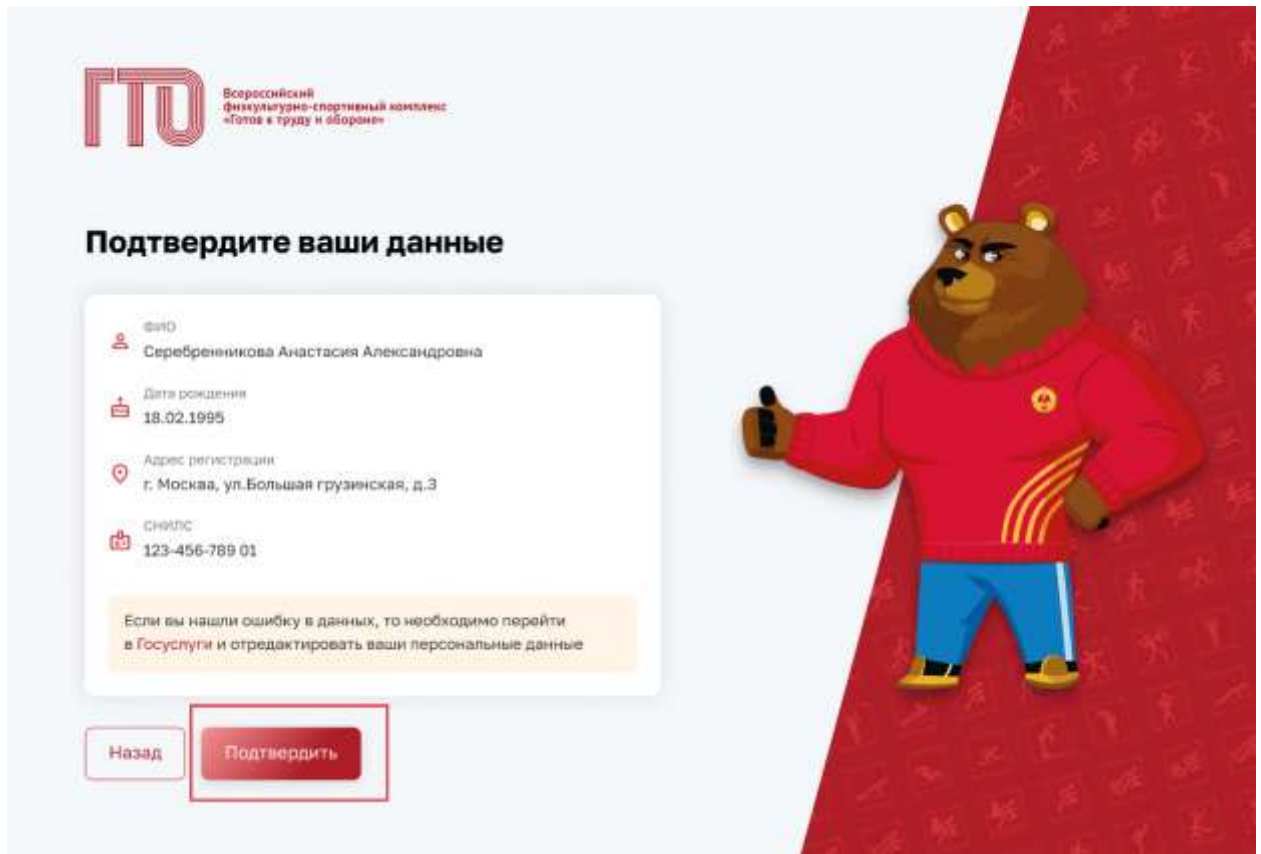 ГТО
Всероссийский
физкультурно-спортивный комплекс
«Готов к труду и обороне»
Подтвердите ваши данные
ФИО
Серебренникова Анастасия Александровна
Дата рождения
18.02.1995
Адрес регистрации
г. Москва, ул.Большая грузинская, д.3
СНИЛС
123-456-789 01
Если вы нашли ошибку в данных, то необходимо перейти
в Госуслуги и отредактировать ваши персональные данные
Назад
Подтвердить